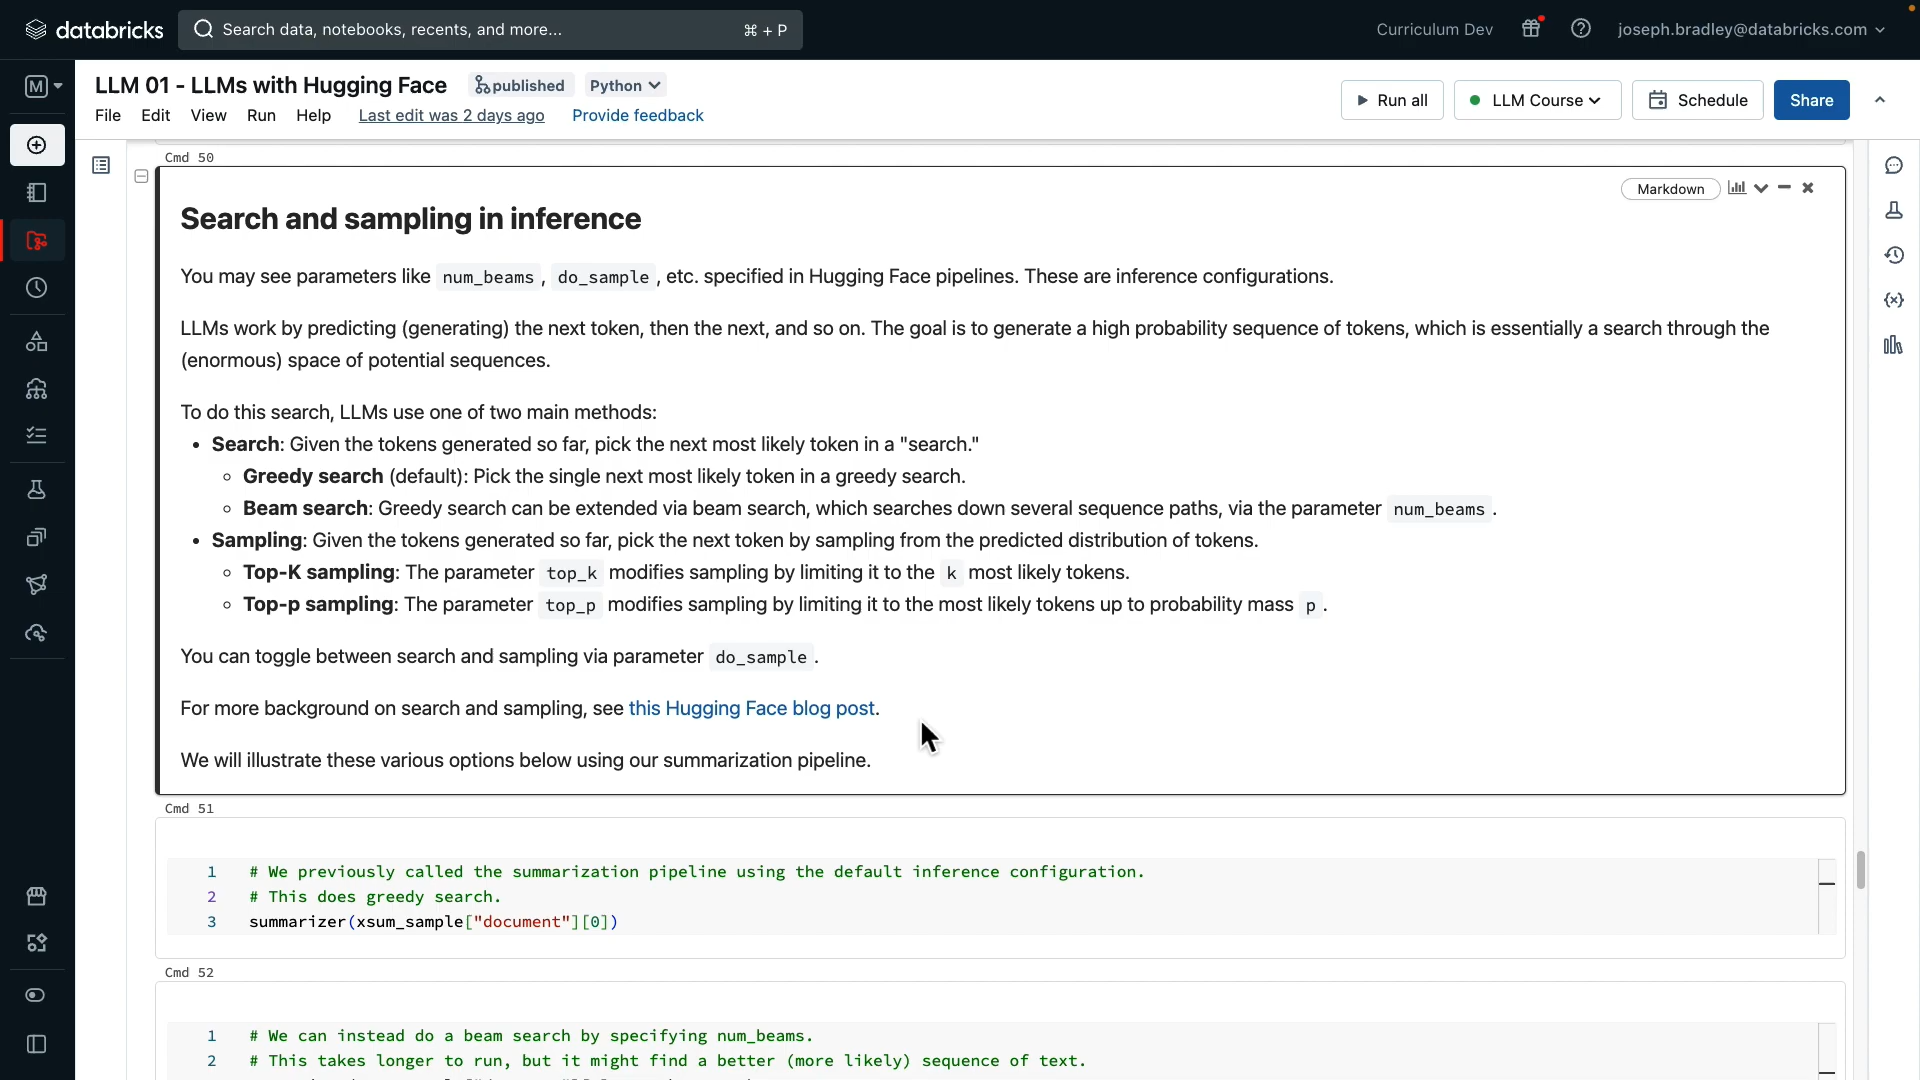 databricks
Search data, notebooks, recents, and more...
⌘ + P
Curriculum Dev
joseph.bradley@databricks.com
M
LLM 01 - LLMs with Hugging Face
published
Python
File Edit View Run Help Last edit was 2 days ago Provide feedback
Run all
LLM Course
Schedule
Share
Cmd 50
Markdown
Search and sampling in inference
You may see parameters like num_beams , do_sample , etc. specified in Hugging Face pipelines. These are inference configurations.
LLMs work by predicting (generating) the next token, then the next, and so on. The goal is to generate a high probability sequence of tokens, which is essentially a search through the
(enormous) space of potential sequences.
To do this search, LLMs use one of two main methods:
• Search: Given the tokens generated so far, pick the next most likely token in a "search."
◦ Greedy search (default): Pick the single next most likely token in a greedy search.
◦ Beam search: Greedy search can be extended via beam search, which searches down several sequence paths, via the parameter num_beams .
• Sampling: Given the tokens generated so far, pick the next token by sampling from the predicted distribution of tokens.
◦ Top-K sampling: The parameter top_k modifies sampling by limiting it to the k most likely tokens.
◦ Top-p sampling: The parameter top_p modifies sampling by limiting it to the most likely tokens up to probability mass p .
You can toggle between search and sampling via parameter do_sample .
For more background on search and sampling, see this Hugging Face blog post.
We will illustrate these various options below using our summarization pipeline.
Cmd 51
1 # We previously called the summarization pipeline using the default inference configuration.
2 # This does greedy search.
3 summarizer(xsum_sample["document"][0])
Cmd 52
1 # We can instead do a beam search by specifying num_beams.
2 # This takes longer to run, but it might find a better (more likely) sequence of text.